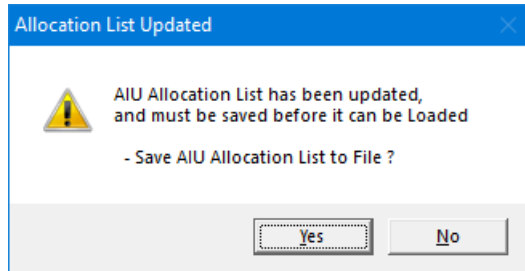 Allocation List Updated
AIU Allocation List has been updated,
and must be saved before it can be Loaded
- Save AIU Allocation List to File ?
Yes
No